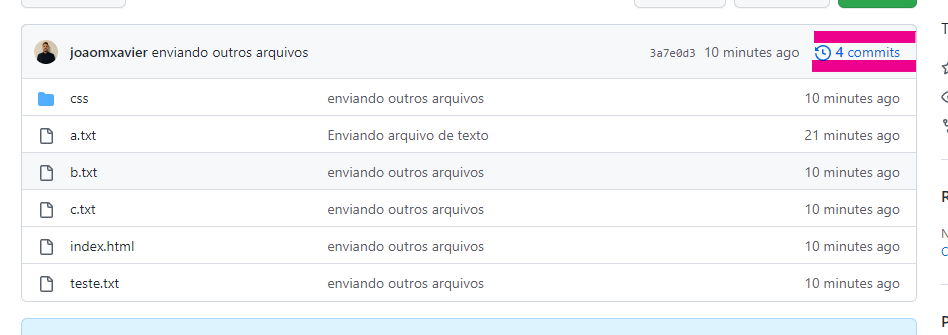 joaomxavier enviando outros arquivos 3a7e0d3 10 minutes ago 4 commits
css enviando outros arquivos 10 minutes ago
a.txt Enviando arquivo de texto 21 minutes ago
b.txt enviando outros arquivos 10 minutes ago
c.txt enviando outros arquivos 10 minutes ago
index.html enviando outros arquivos 10 minutes ago
teste.txt enviando outros arquivos 10 minutes ago